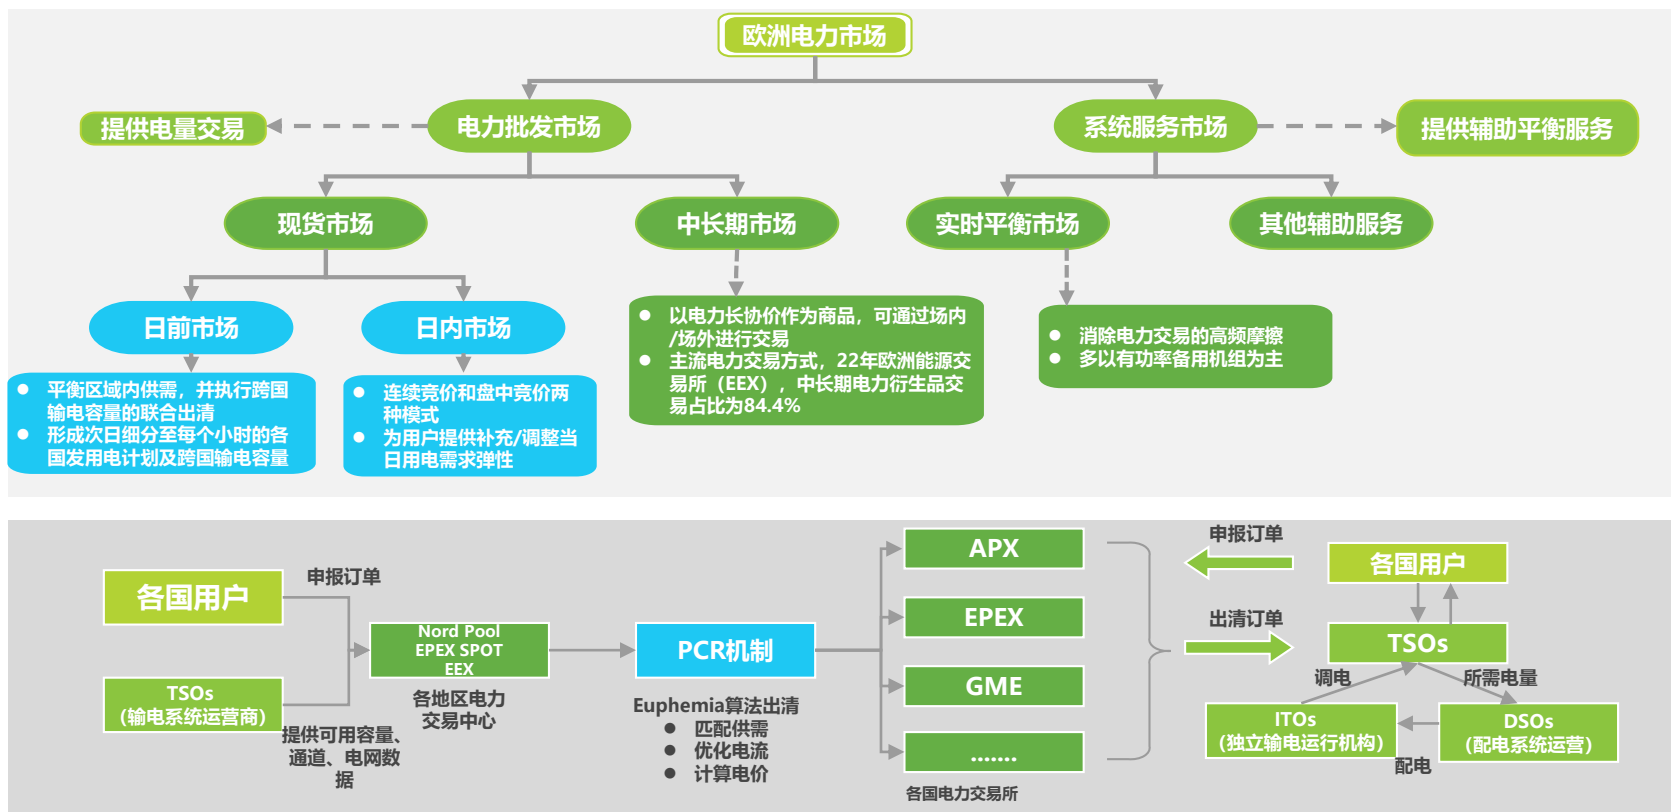 欧洲电力市场
提供电量交易
电力批发市场
系统服务市场
提供辅助平衡服务
现货市场
中长期市场
实时平衡市场
其他辅助服务
日前市场
日内市场
● 平衡区域内供需，并执行跨国
输电容量的联合出清
● 形成次日细分至每个小时的各
国发用电计划及跨国输电容量
● 连续竞价和盘中竞价两
种模式
● 为用户提供补充/调整当
日用电需求弹性
● 以电力长协价作为商品，可通过场内
/场外进行交易
● 主流电力交易方式，22年欧洲能源交
易所（EEX），中长期电力衍生品交
易占比为84.4%
● 消除电力交易的高频摩擦
● 多以有功率备用机组为主
各国用户
申报订单
TSOs
（输电系统运营商）
提供可用容量、
通道、电网数
据
Nord Pool
EPEX SPOT
EEX
各地区电力
交易中心
PCR机制
Euphemia算法出清
● 匹配供需
● 优化电流
● 计算电价
APX
EPEX
GME
.......
各国电力交易所
申报订单
出清订单
各国用户
TSOs
调电
所需电量
ITOs
（独立输电运行机构）
DSOs
（配电系统运营）
配电